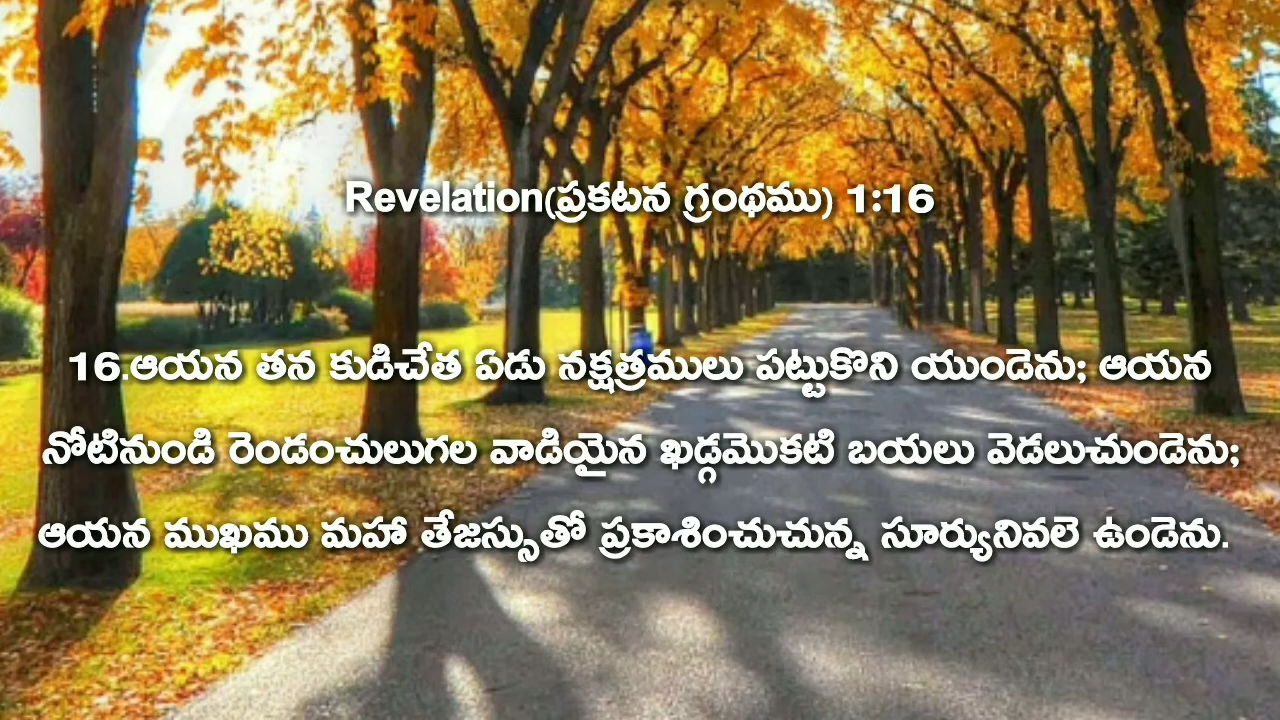 Revelation(ప్రకటన గ్రంథము) 1:16
16.ఆయన తన కుడిచేత ఏడు నక్షత్రములు పట్టుకొని యుండెను; ఆయన
నోటినుండి రెండంచులుగల వాడియైన ఖడ్గమొకటి బయలు వెడలుచుండెను;
ఆయన ముఖము మహా తేజస్సుతో ప్రకాశించుచున్న సూర్యునివలె ఉండెను.